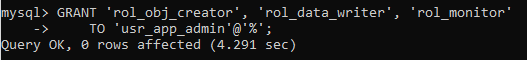 mysql> GRANT 'rol_obj_creator', 'rol_data_writer', 'rol_monitor'
    -> TO 'usr_app_admin'@'%';
Query OK, 0 rows affected (4.291 sec)